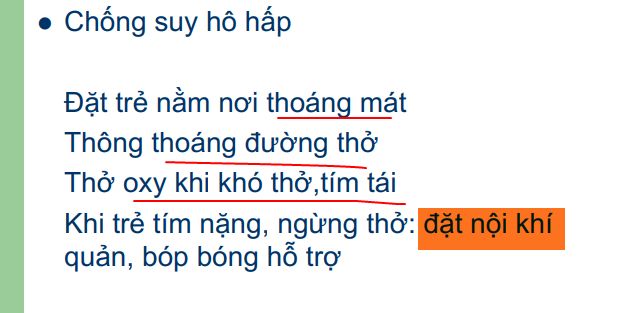 ● Chống suy hô hấp
Đặt trẻ nằm nơi thoáng mát
Thông thoáng đường thở
Thở oxy khi khó thở,tím tái
Khi trẻ tím nặng, ngừng thở: đặt nội khí
quản, bóp bóng hỗ trợ